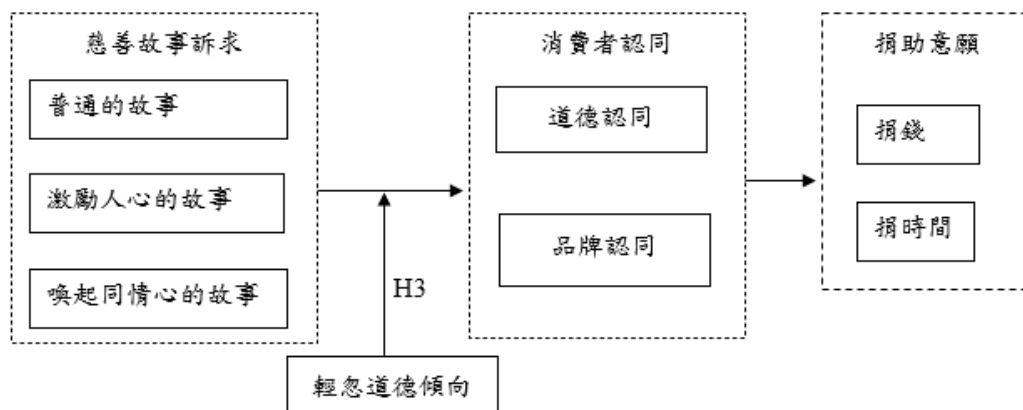 慈善故事訴求
普通的故事
激勵人心的故事
喚起同情心的故事
消費者認同
道德認同
品牌認同
捐助意願
捐錢
捐時間
H3
輕忽道德傾向